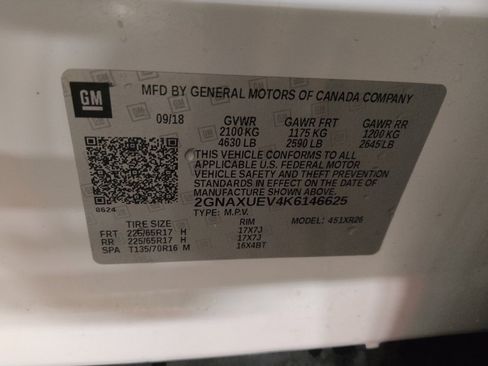 GM
MFD BY GENERAL MOTORS OF CANADA COMPANY
09/18 GVWR GAWR FRT GAWR RR
2100 KG 1175 KG 1200 KG
4630 LB 2590 LB 2645 LB
THIS VEHICLE CONFORMS TO ALL
APPLICABLE U.S. FEDERAL MOTOR
VEHICLE SAFETY AND THEFT PREVENTION
STANDARDS IN EFFECT ON THE DATE OF
MANUFACTURE SHOWN ABOVE.
2GNAXUEV4K6146625
8624 TYPE: M.P.V. MODEL: 451XR26
TIRE SIZE RIM
FRT 225/65R17 H 17X7J
RR 225/65R17 H 17X7J
SPA T135/70R16 M 16X4BT